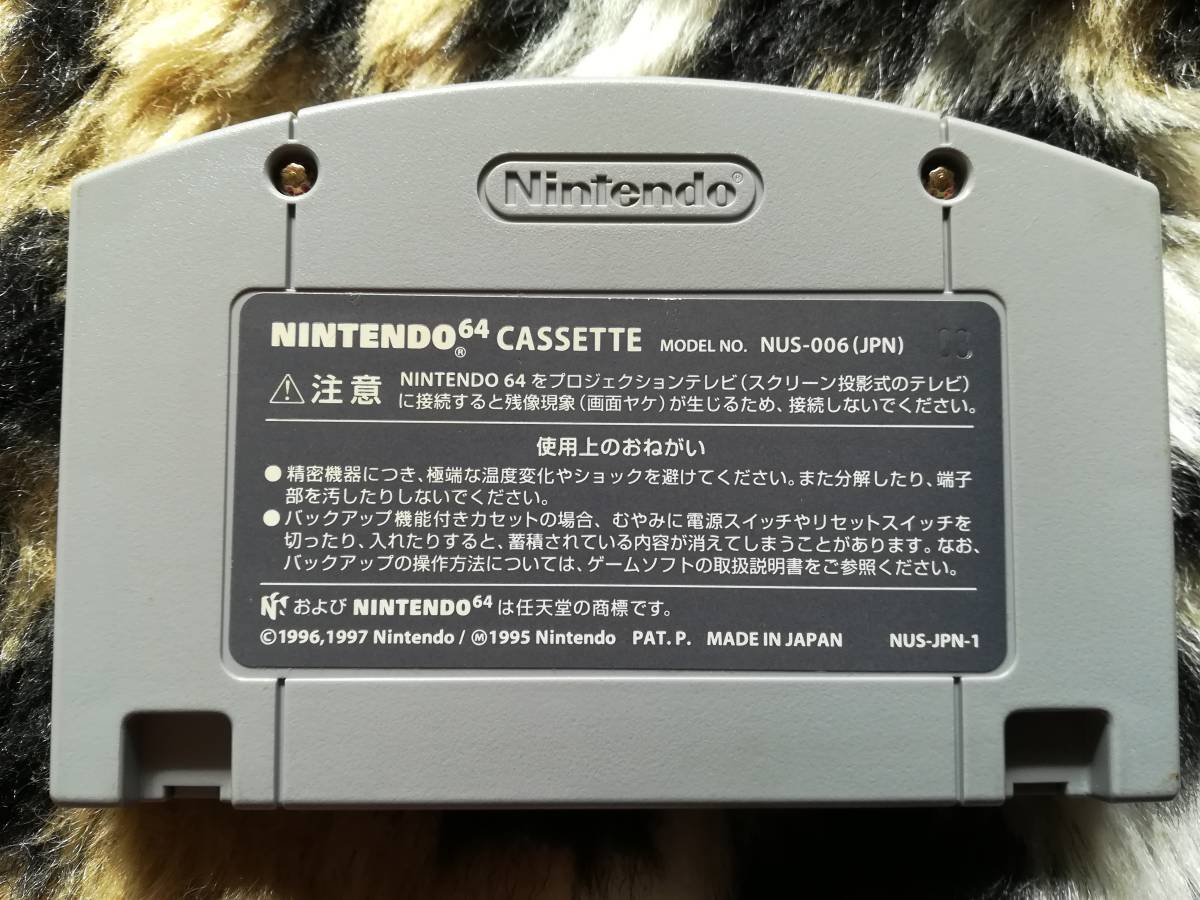 Nintendo®
NINTENDO64® CASSETTE MODEL NO. NUS-006(JPN)
注意 NINTENDO 64 をプロジェクションテレビ(スクリーン投影式のテレビ)
に接続すると残像現象(画面ヤケ)が生じるため、接続しないでください。
使用上のおねがい
●精密機器につき、極端な温度変化やショックを避けてください。また分解したり、端子
部を汚したりしないでください。
●バックアップ機能付きカセットの場合、むやみに電源スイッチやリセットスイッチを
切ったり、入れたりすると、蓄積されている内容が消えてしまうことがあります。なお、
バックアップの操作方法については、ゲームソフトの取扱説明書をご参照ください。
および NINTENDO64 は任天堂の商標です。
©1996,1997 Nintendo/Ⓜ1995 Nintendo PAT.P. MADE IN JAPAN NUS-JPN-1